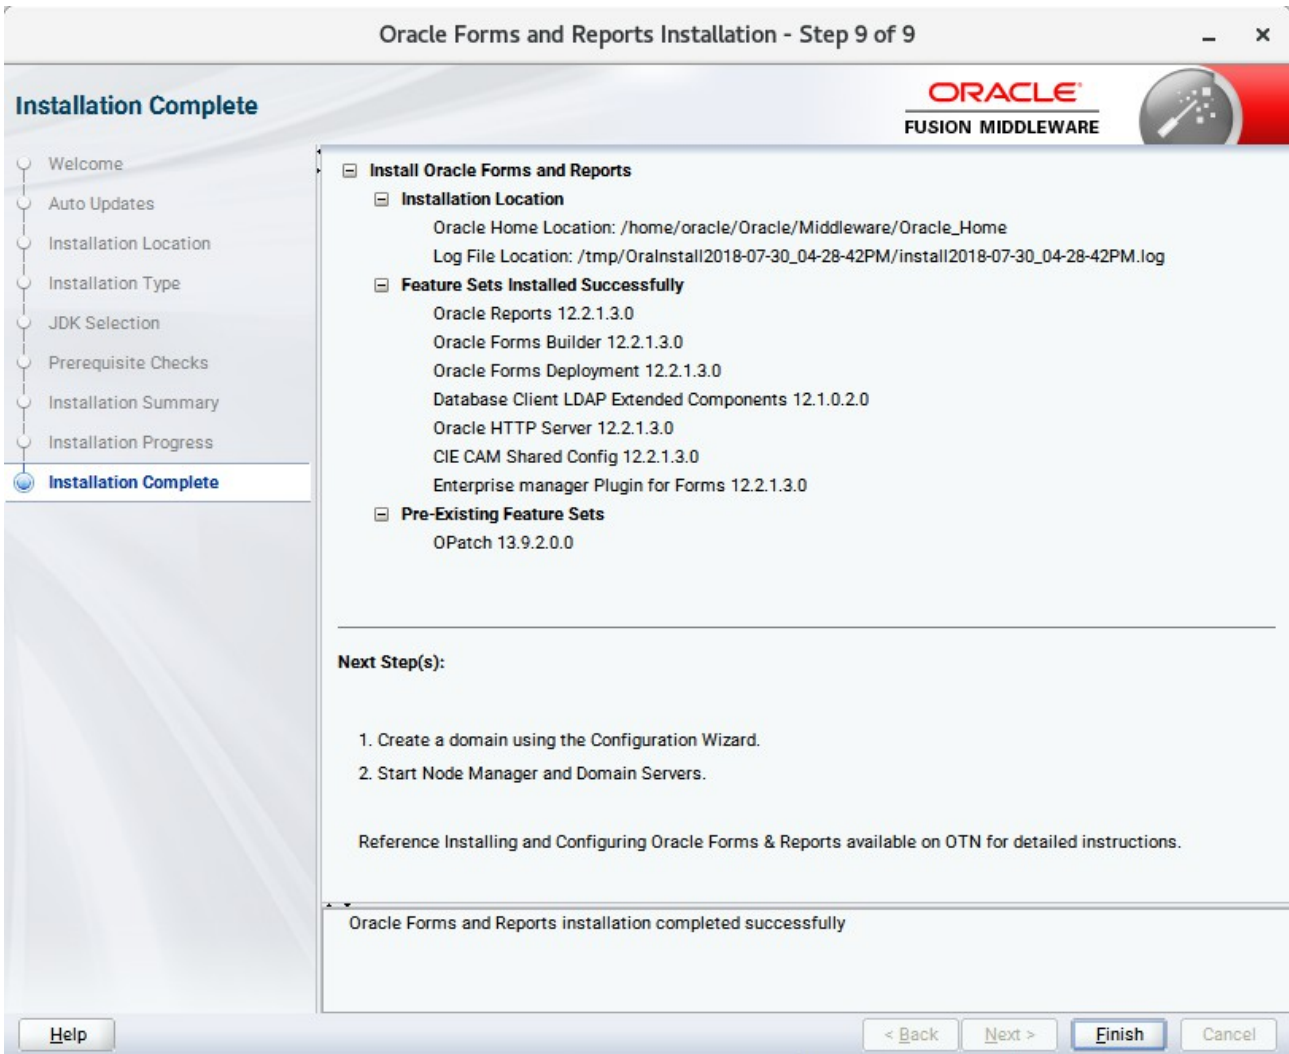 Oracle Forms and Reports Installation - Step 9 of 9
Installation Complete
ORACLE
FUSION MIDDLEWARE
Welcome
Auto Updates
Installation Location
Installation Type
JDK Selection
Prerequisite Checks
Installation Summary
Installation Progress
Installation Complete
Install Oracle Forms and Reports
Installation Location
Oracle Home Location: /home/oracle/Oracle/Middleware/Oracle_Home
Log File Location: /tmp/OraInstall2018-07-30_04-28-42PM/install2018-07-30_04-28-42PM.log
Feature Sets Installed Successfully
Oracle Reports 12.2.1.3.0
Oracle Forms Builder 12.2.1.3.0
Oracle Forms Deployment 12.2.1.3.0
Database Client LDAP Extended Components 12.1.0.2.0
Oracle HTTP Server 12.2.1.3.0
CIE CAM Shared Config 12.2.1.3.0
Enterprise manager Plugin for Forms 12.2.1.3.0
Pre-Existing Feature Sets
OPatch 13.9.2.0.0
Next Step(s):
1. Create a domain using the Configuration Wizard.
2. Start Node Manager and Domain Servers.
Reference Installing and Configuring Oracle Forms & Reports available on OTN for detailed instructions.
Oracle Forms and Reports installation completed successfully
Help
< Back
Next >
Finish
Cancel